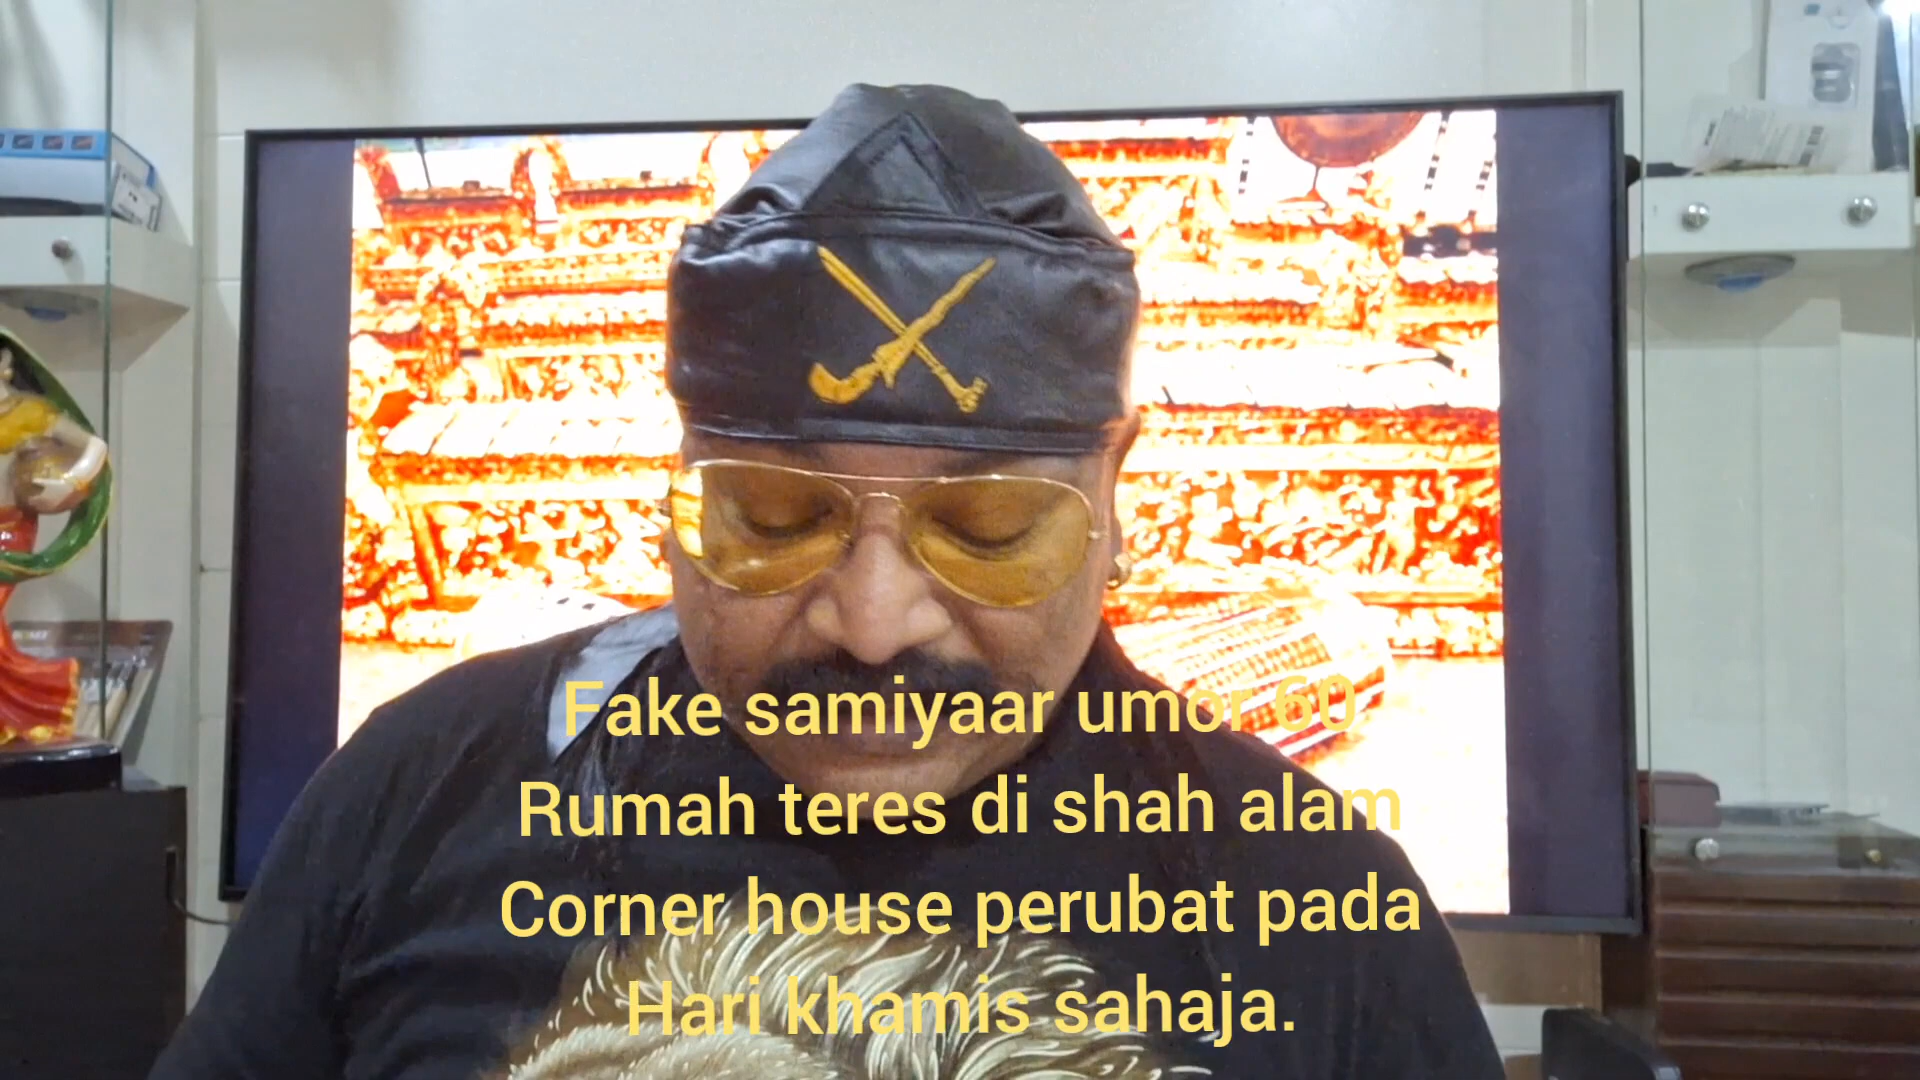 Fake samiyaar umor 60
Rumah teres di shah alam
Corner house perubat pada
Hari khamis sahaja.